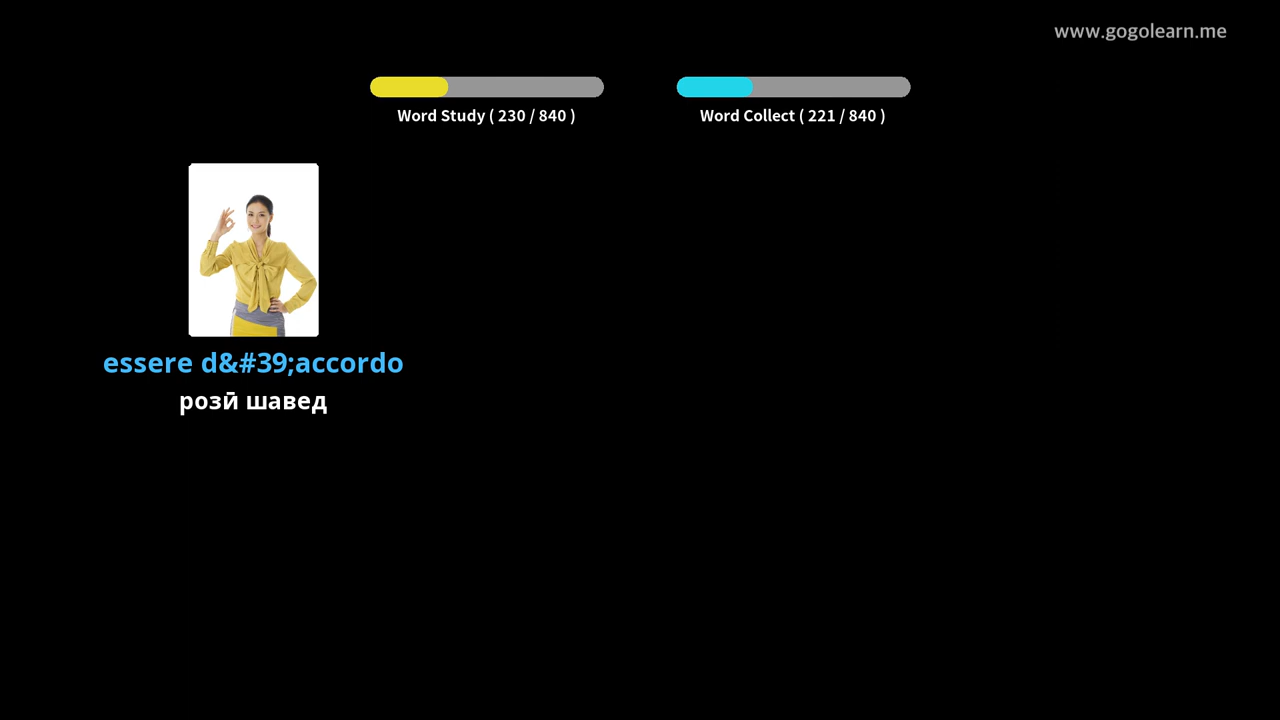 www.gogolearn.me
Word Study ( 230 / 840 )
Word Collect ( 221 / 840 )
essere d&#39;accordo
розӣ шавед